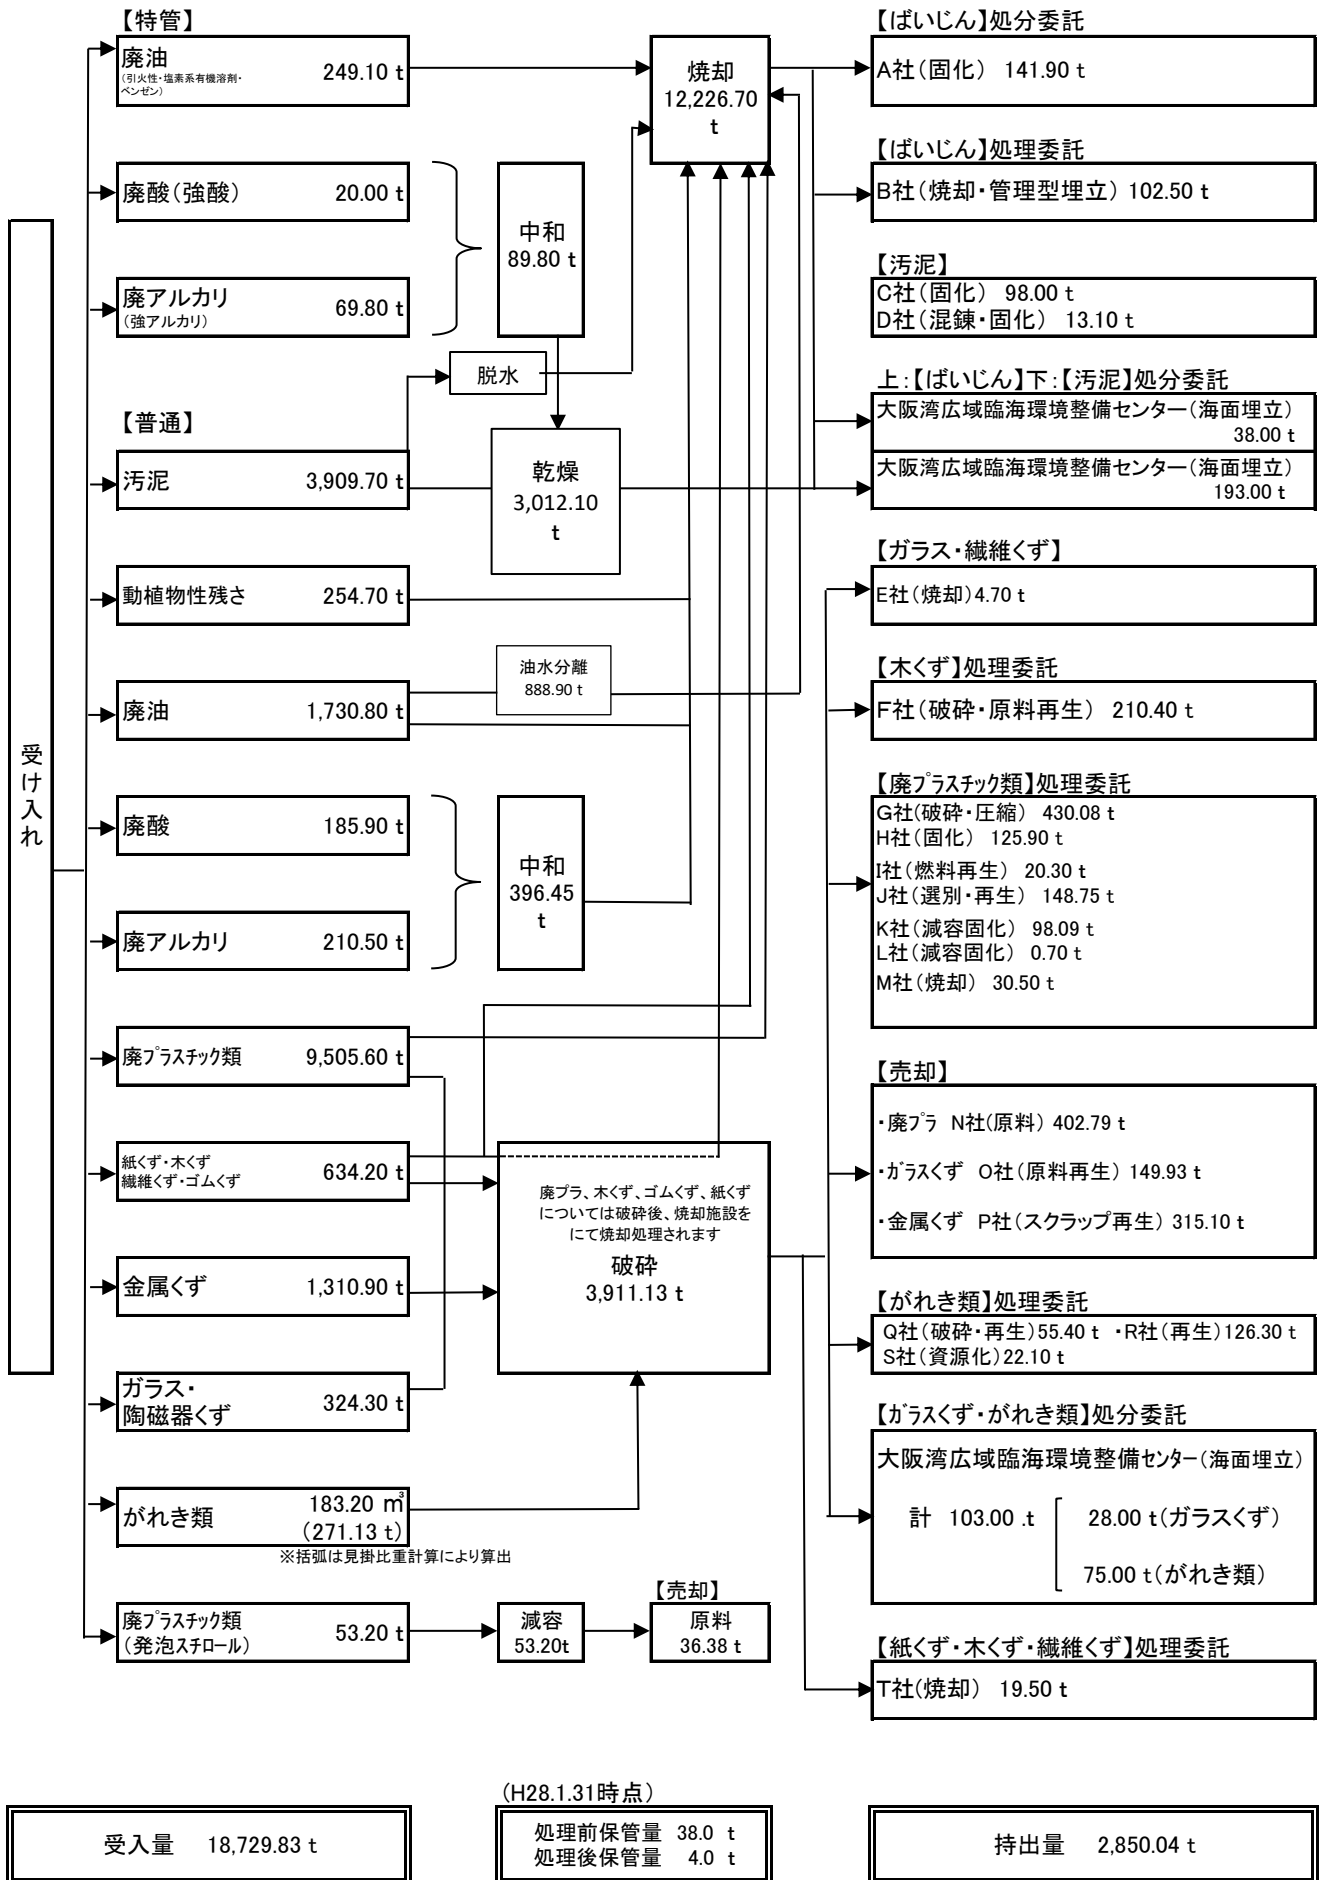 【特管】
廃油
(引火性・塩素系有機溶剤・
ベンゼン)
249.10 t
廃酸(強酸) 20.00 t
廃アルカリ
(強アルカリ)
69.80 t
中和
89.80 t
脱水
【普通】
汚泥 3,909.70 t
乾燥
3,012.10
t
動植物性残さ 254.70 t
廃油 1,730.80 t
油水分離
888.90 t
廃酸 185.90 t
廃アルカリ 210.50 t
中和
396.45
t
廃プラスチック類 9,505.60 t
紙くず・木くず
繊維くず・ゴムくず
634.20 t
金属くず 1,310.90 t
ガラス・
陶磁器くず
324.30 t
がれき類
183.20 ㎥
(271.13 t)
※括弧は見掛比重計算により算出
廃プラスチック類
(発泡スチロール)
53.20 t
減容
53.20t
【売却】
原料
36.38 t
受け入れ
焼却
12,226.70
t
廃プラ、木くず、ゴムくず、紙くず
については破砕後、焼却施設を
にて焼却処理されます
破砕
3,911.13 t
【ばいじん】処分委託
A社(固化) 141.90 t
【ばいじん】処理委託
B社(焼却・管理型埋立) 102.50 t
【汚泥】
C社(固化) 98.00 t
D社(混錬・固化) 13.10 t
上:【ばいじん】下:【汚泥】処分委託
大阪湾広域臨海環境整備センター(海面埋立)
38.00 t
大阪湾広域臨海環境整備センター(海面埋立)
193.00 t
【ガラス・繊維くず】
E社(焼却)4.70 t
【木くず】処理委託
F社(破砕・原料再生) 210.40 t
【廃プラスチック類】処理委託
G社(破砕・圧縮) 430.08 t
H社(固化) 125.90 t
I社(燃料再生) 20.30 t
J社(選別・再生) 148.75 t
K社(減容固化) 98.09 t
L社(減容固化) 0.70 t
M社(焼却) 30.50 t
【売却】
・廃プラ N社(原料) 402.79 t
・ガラスくず O社(原料再生) 149.93 t
・金属くず P社(スクラップ再生) 315.10 t
【がれき類】処理委託
Q社(破砕・再生)55.40 t ・R社(再生)126.30 t
S社(資源化)22.10 t
【ガラスくず・がれき類】処分委託
大阪湾広域臨海環境整備センター(海面埋立)
計 103.00 .t
28.00 t(ガラスくず)
75.00 t(がれき類)
【紙くず・木くず・繊維くず】処理委託
T社(焼却) 19.50 t
受入量 18,729.83 t
(H28.1.31時点)
処理前保管量 38.0 t
処理後保管量 4.0 t
持出量 2,850.04 t